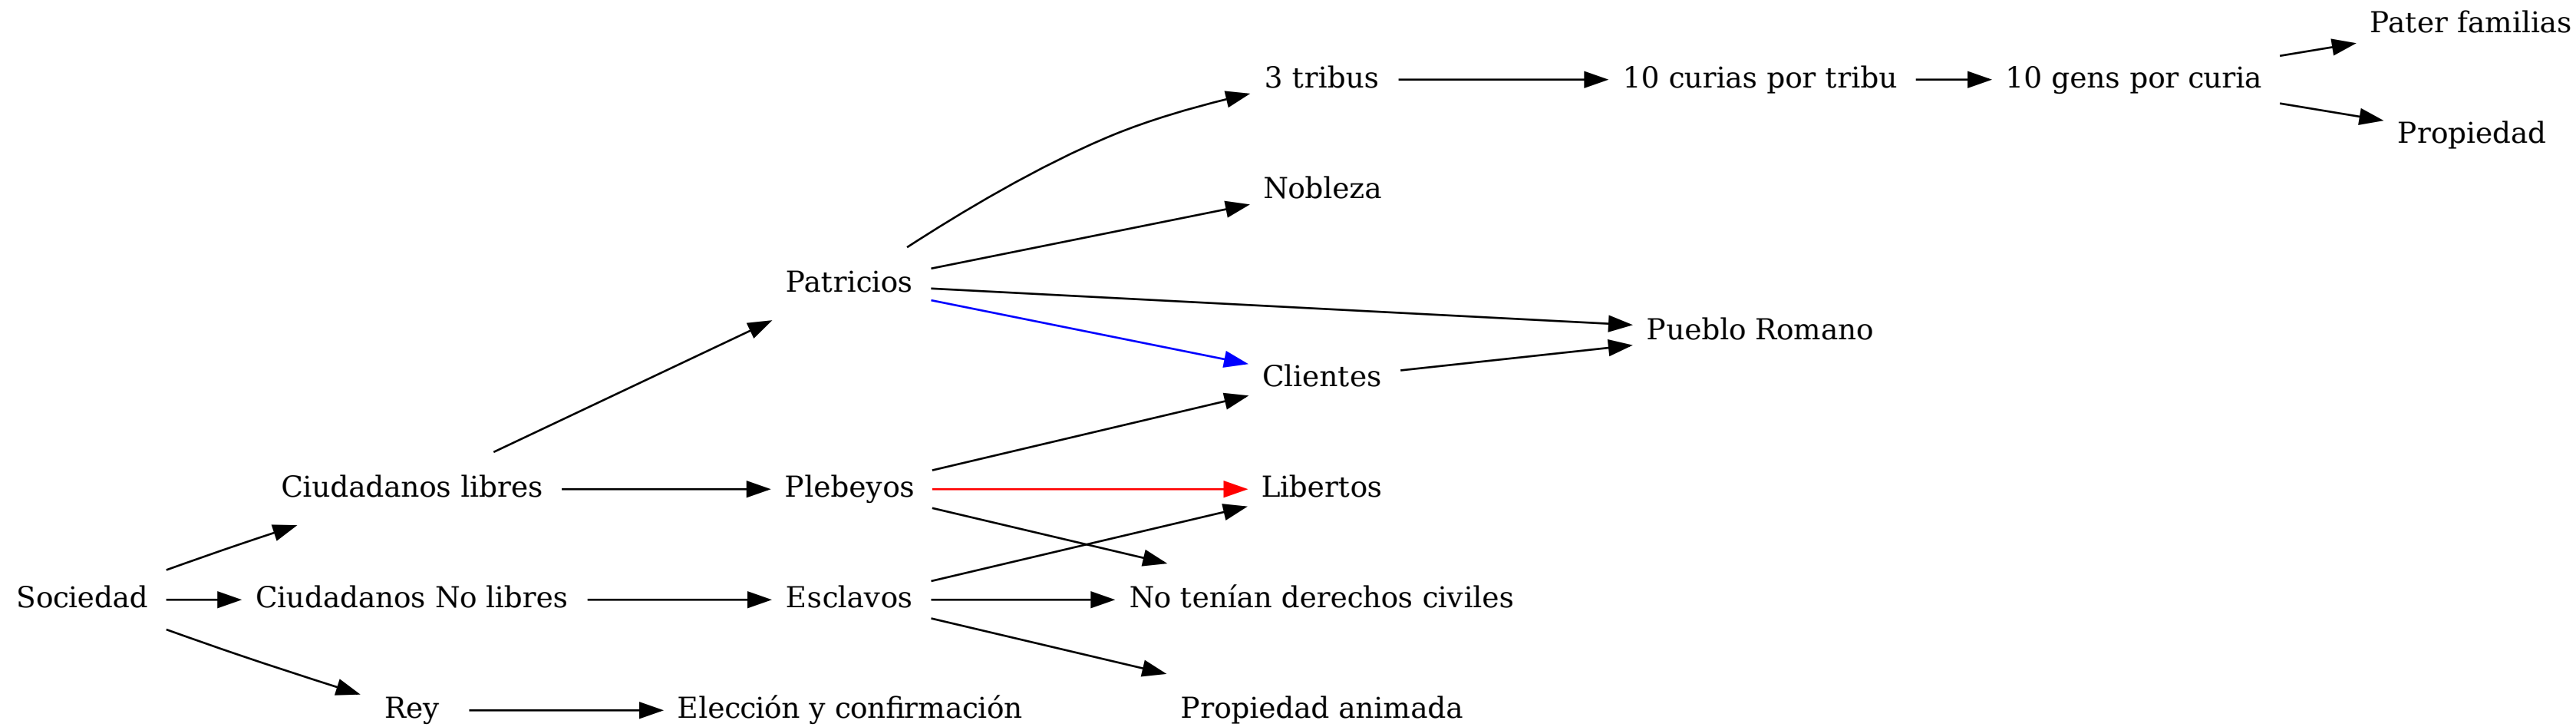 Pater familias
3 tribus
10 curias por tribu
10 gens por curia
Propiedad
Nobleza
Patricios
Pueblo Romano
Clientes
Ciudadanos libres
Plebeyos
Libertos
Sociedad
Ciudadanos No libres
Esclavos
No tenían derechos civiles
Rey
Elección y confirmación
Propiedad animada